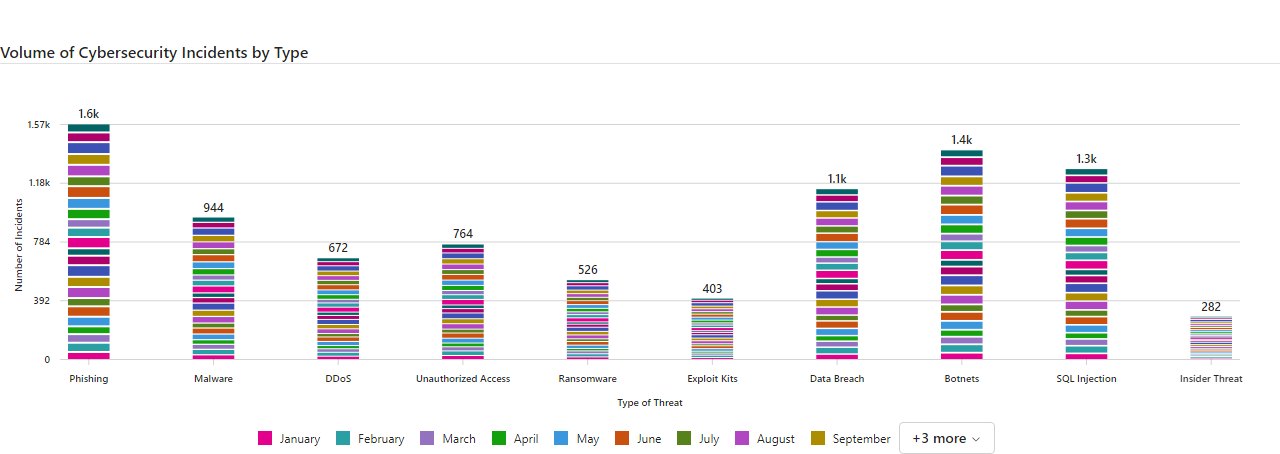 Volume of Cybersecurity Incidents by Type
1.6k
944
672
764
526
403
1.1k
1.4k
1.3k
282
1.57k
1.18k
784
392
0
Number of Incidents
Phishing Malware DDoS Unauthorized Access Ransomware Exploit Kits Data Breach Botnets SQL Injection Insider Threat
Type of Threat
January February March April May June July August September +3 more